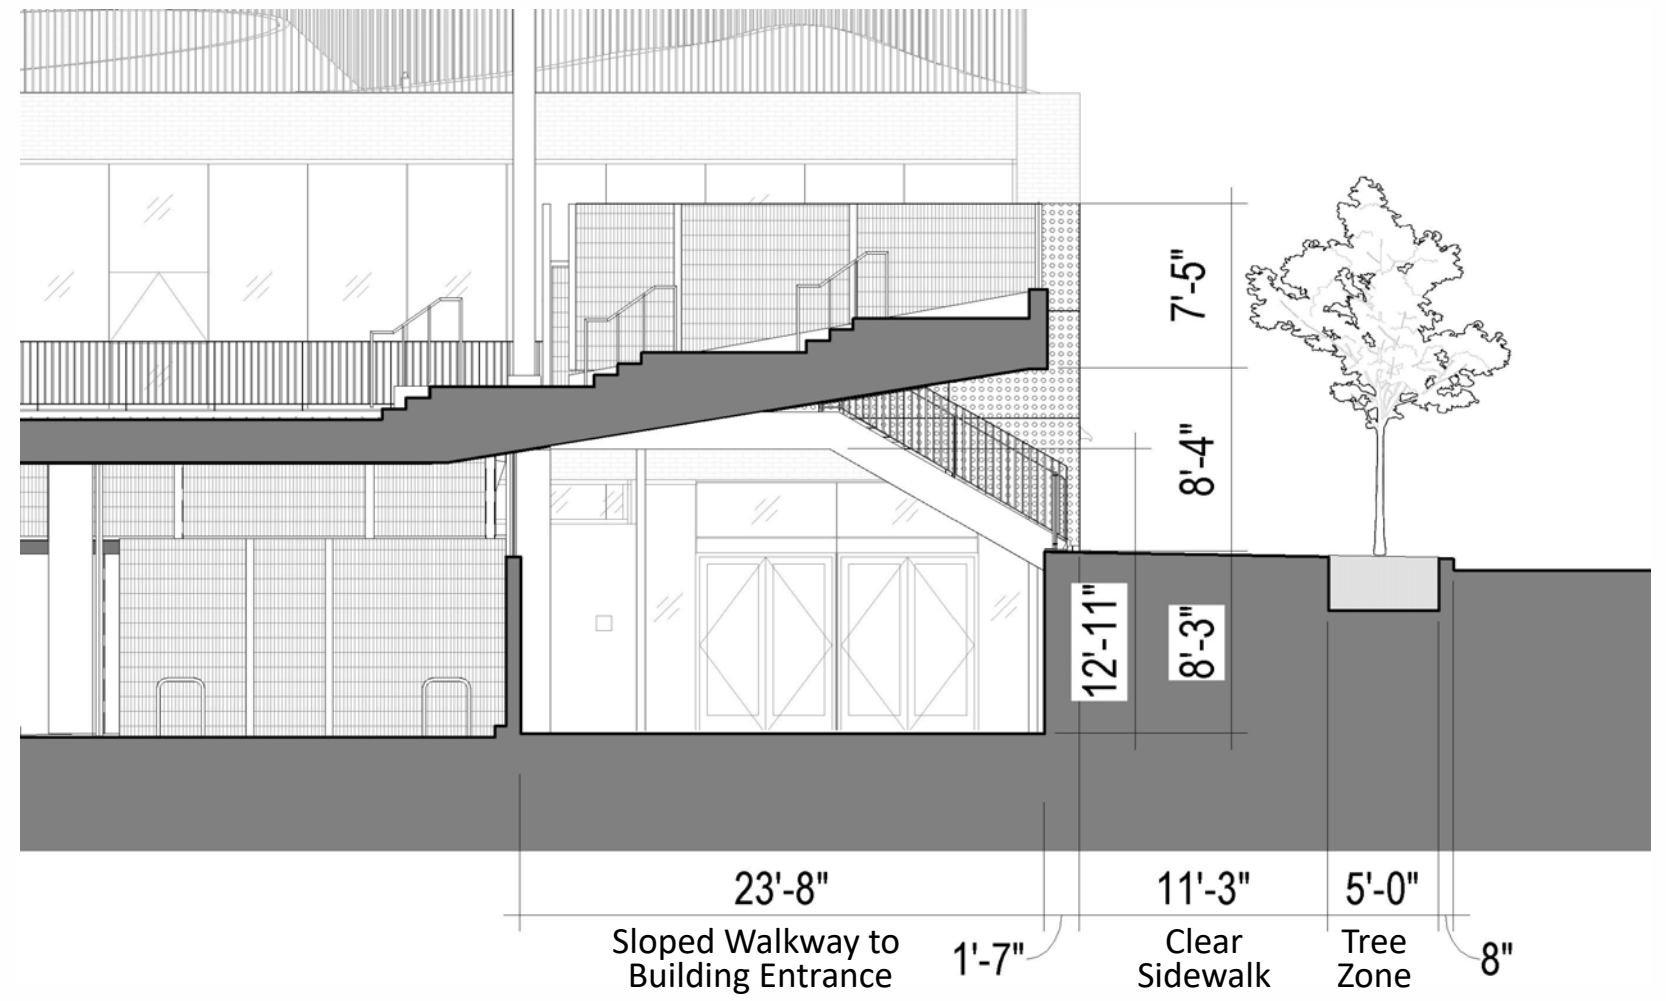 7'-5"
8'-4"
12'-11"
8'-3"
23'-8"
11'-3"
5'-0"
Sloped Walkway to
Building Entrance
1'-7"
Clear
Sidewalk
Tree
Zone
8"